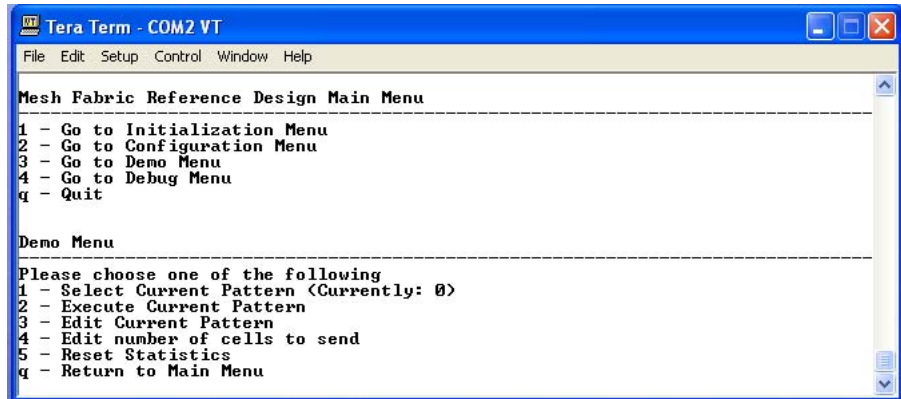 Tera Term - COM2 VT
File Edit Setup Control Window Help
Mesh Fabric Reference Design Main Menu
1 - Go to Initialization Menu
2 - Go to Configuration Menu
3 - Go to Demo Menu
4 - Go to Debug Menu
q - Quit
Demo Menu
Please choose one of the following
1 - Select Current Pattern (Currently: 0)
2 - Execute Current Pattern
3 - Edit Current Pattern
4 - Edit number of cells to send
5 - Reset Statistics
q - Return to Main Menu